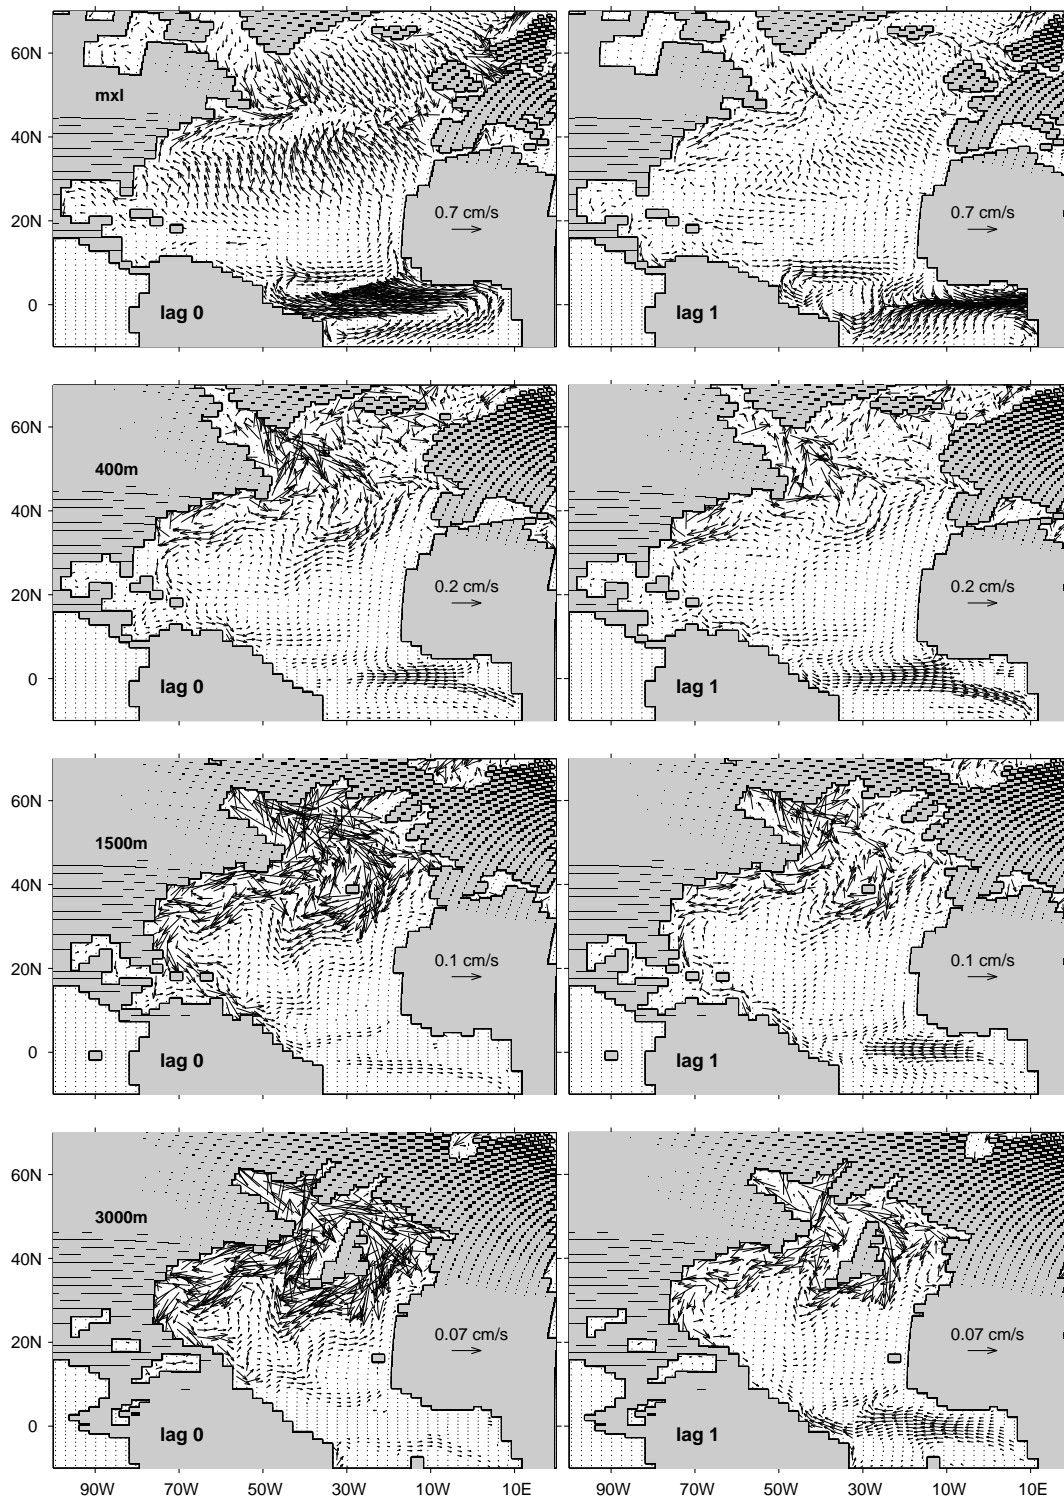 60N
mxl
40N
20N
0.7 cm/s
0.7 cm/s
0
lag 0
lag 1
60N
400m
40N
20N
0.2 cm/s
0.2 cm/s
0
lag 0
lag 1
60N
1500m
40N
20N
0.1 cm/s
0.1 cm/s
0
lag 0
lag 1
60N
3000m
40N
20N
0.07 cm/s
0.07 cm/s
0
lag 0
lag 1
90W 70W 50W 30W 10W 10E 90W 70W 50W 30W 10W 10E